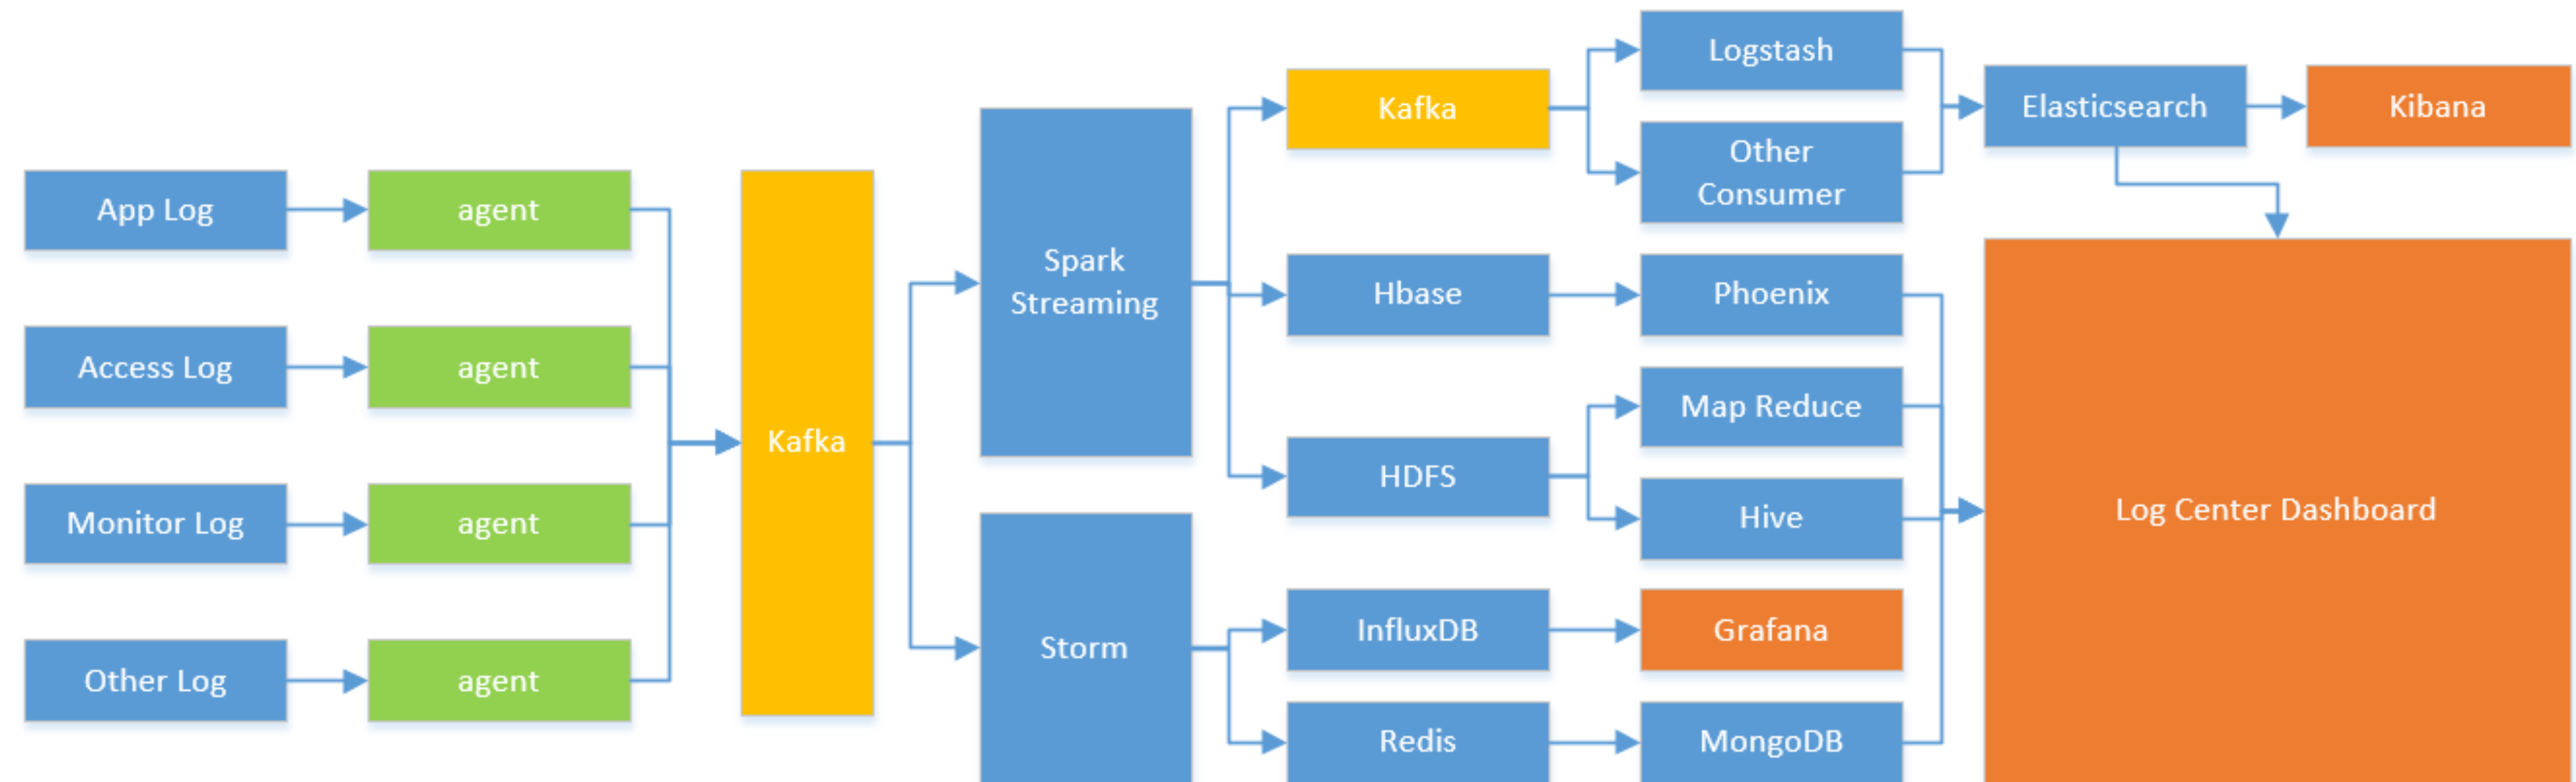 App Log
agent
Access Log
agent
Monitor Log
agent
Other Log
agent
Kafka
Spark
Streaming
Storm
Kafka
Hbase
HDFS
InfluxDB
Redis
Logstash
Other
Consumer
Phoenix
Map Reduce
Hive
Grafana
MongoDB
Elasticsearch
Kibana
Log Center Dashboard